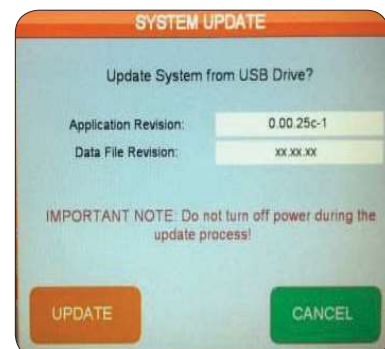 SYSTEM UPDATE
Update System from USB Drive?
Application Revision: 0.00.25c-1
Data File Revision: xx.xx.xx
IMPORTANT NOTE: Do not turn off power during the
update process!
UPDATE CANCEL